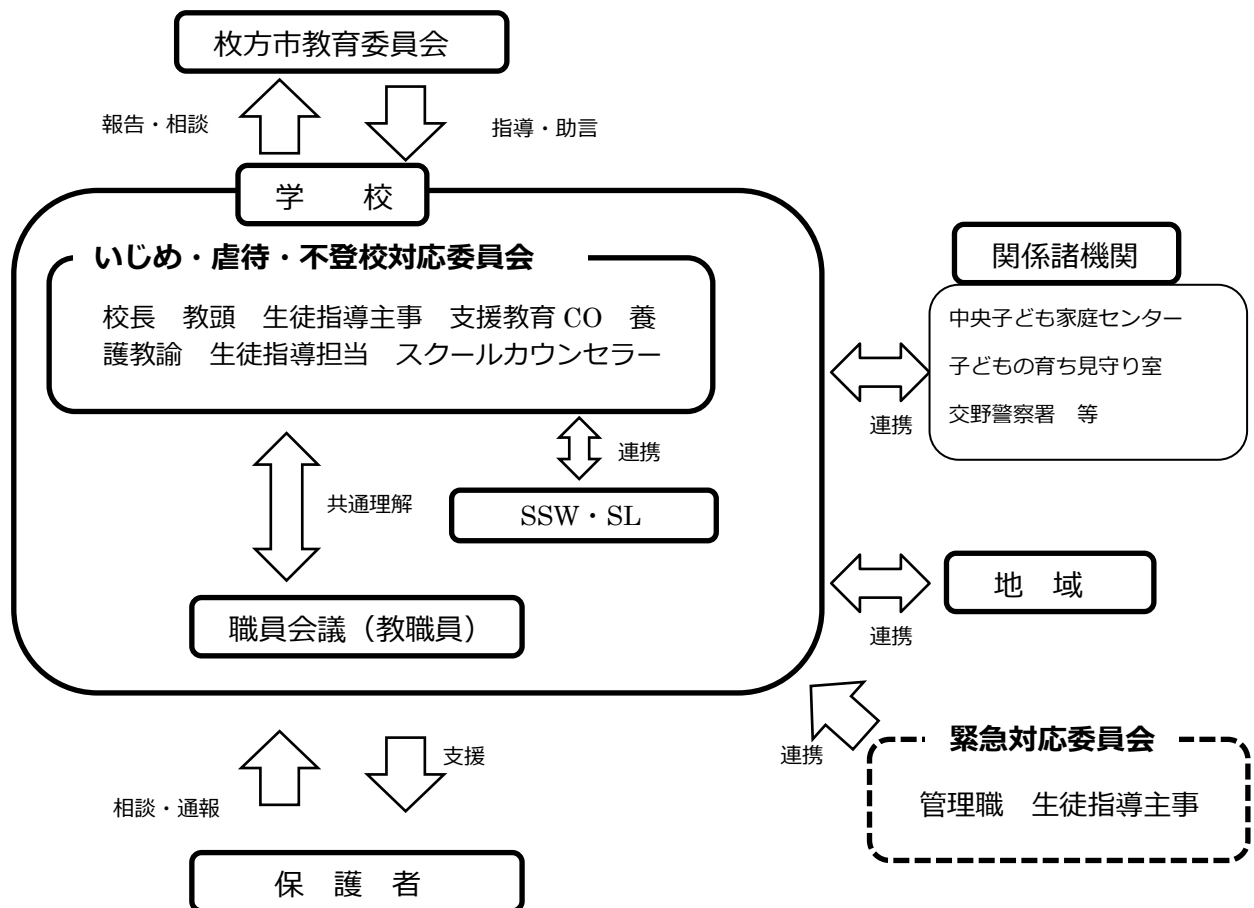 枚方市教育委員会
報告・相談
指導・助言
学　校
いじめ・虐待・不登校対応委員会
校長　教頭　生徒指導主事　支援教育 CO　養
護教諭　生徒指導担当　スクールカウンセラー
連携
SSW・SL
共通理解
職員会議（教職員）
関係諸機関
中央子ども家庭センター
子どもの育ち見守り室
交野警察署　等
連携
地　域
連携
緊急対応委員会
管理職　生徒指導主事
連携
相談・通報
支援
保　護　者